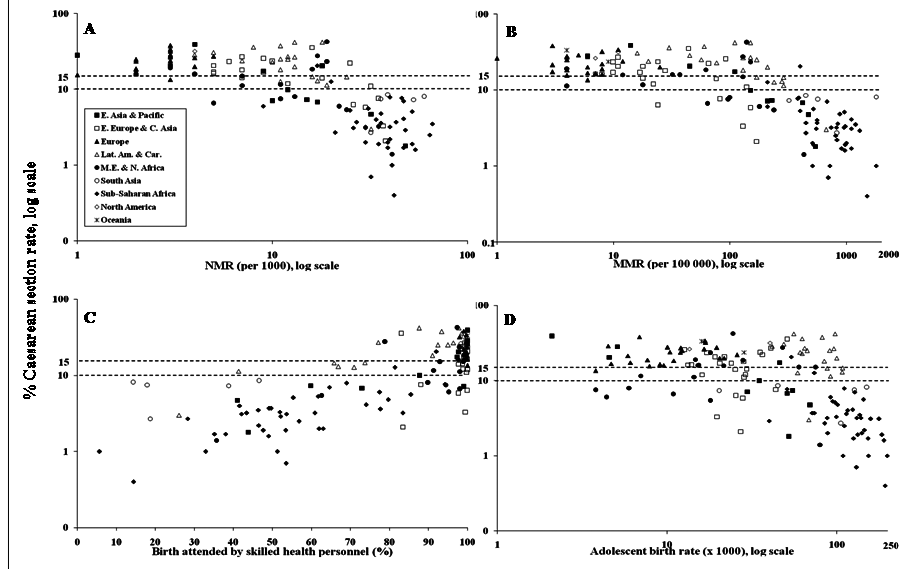 % Caesarean section rate, log scale
A
100
15
10
1
0
1
10
100
NMR (per 1000), log scale
E. Asia & Pacific
E. Europe & C. Asia
Europe
Lat. Am. & Car.
M.E. & N. Africa
South Asia
Sub-Saharan Africa
North America
Oceania
B
100
15
10
1
0.1
1
10
100
1000
2000
MMR (per 100 000), log scale
C
100
15
10
1
0
0
10
20
30
40
50
60
70
80
90
100
Birth attended by skilled health personnel (%)
D
100
15
10
1
0
1
10
100
250
Adolescent birth rate (x 1000), log scale